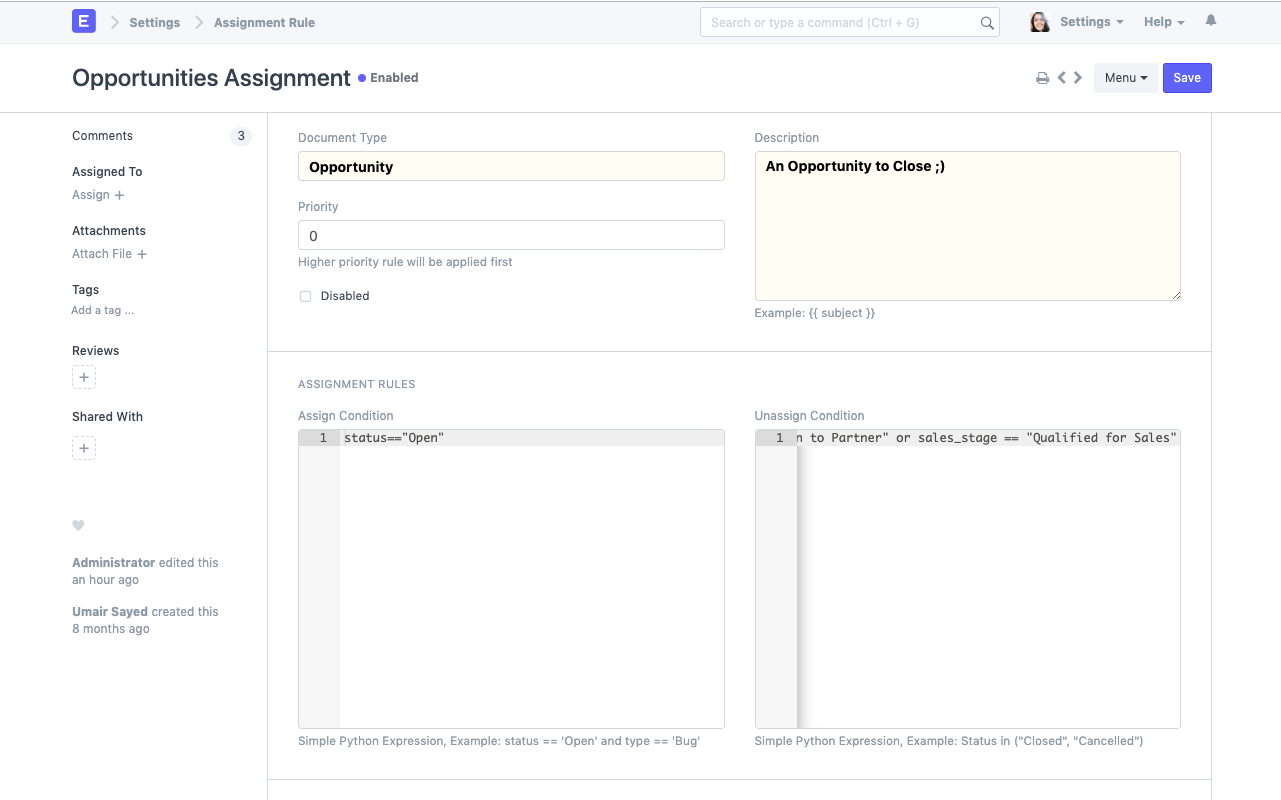 E Settings Assignment Rule Search or type a command (Ctrl + G) Settings Help
Opportunities Assignment Enabled Menu Save
Comments 3
Assigned To
Assign +
Attachments
Attach File +
Tags
Add a tag ...
Reviews
+
Shared With
+
Administrator edited this
an hour ago
Umair Sayed created this
8 months ago
Document Type
Opportunity
Priority
0
Higher priority rule will be applied first
Disabled
Description
An Opportunity to Close ;)
Example: {{ subject }}
ASSIGNMENT RULES
Assign Condition
1 status=="Open"
Simple Python Expression, Example: status == 'Open' and type == 'Bug'
Unassign Condition
1 n to Partner" or sales_stage == "Qualified for Sales"
Simple Python Expression, Example: Status in ("Closed", "Cancelled")